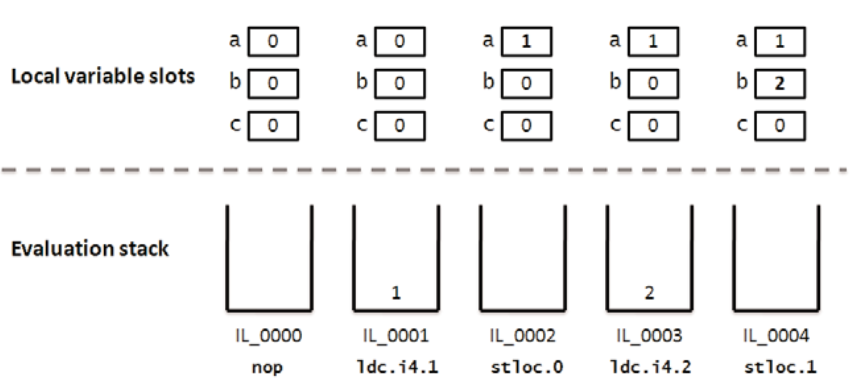 a 0 a 0 a 1 a 1 a 1
Local variable slots b 0 b 0 b 0 b 0 b 2
c 0 c 0 c 0 c 0 c 0
Evaluation stack
1 2
IL_0000 IL_0001 IL_0002 IL_0003 IL_0004
nop ldc.i4.1 stloc.0 ldc.i4.2 stloc.1